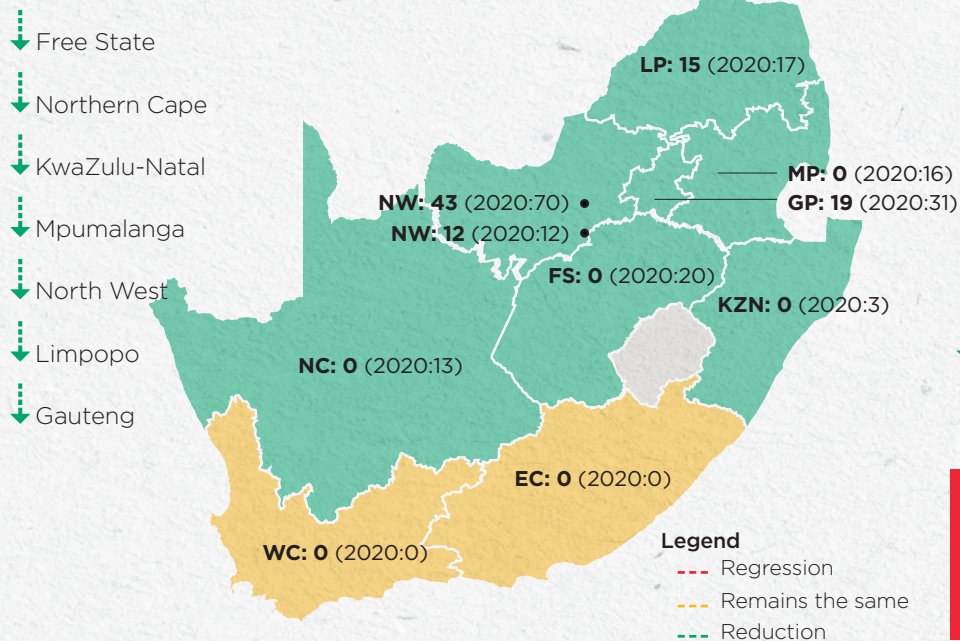 Free State
Northern Cape
KwaZulu-Natal
Mpumalanga
North West
Limpopo
Gauteng
LP: 15 (2020:17)
MP: 0 (2020:16)
GP: 19 (2020:31)
NW: 43 (2020:70)
NW: 12 (2020:12)
FS: 0 (2020:20)
KZN: 0 (2020:3)
NC: 0 (2020:13)
EC: 0 (2020:0)
WC: 0 (2020:0)
Legend
Regression
Remains the same
Reduction